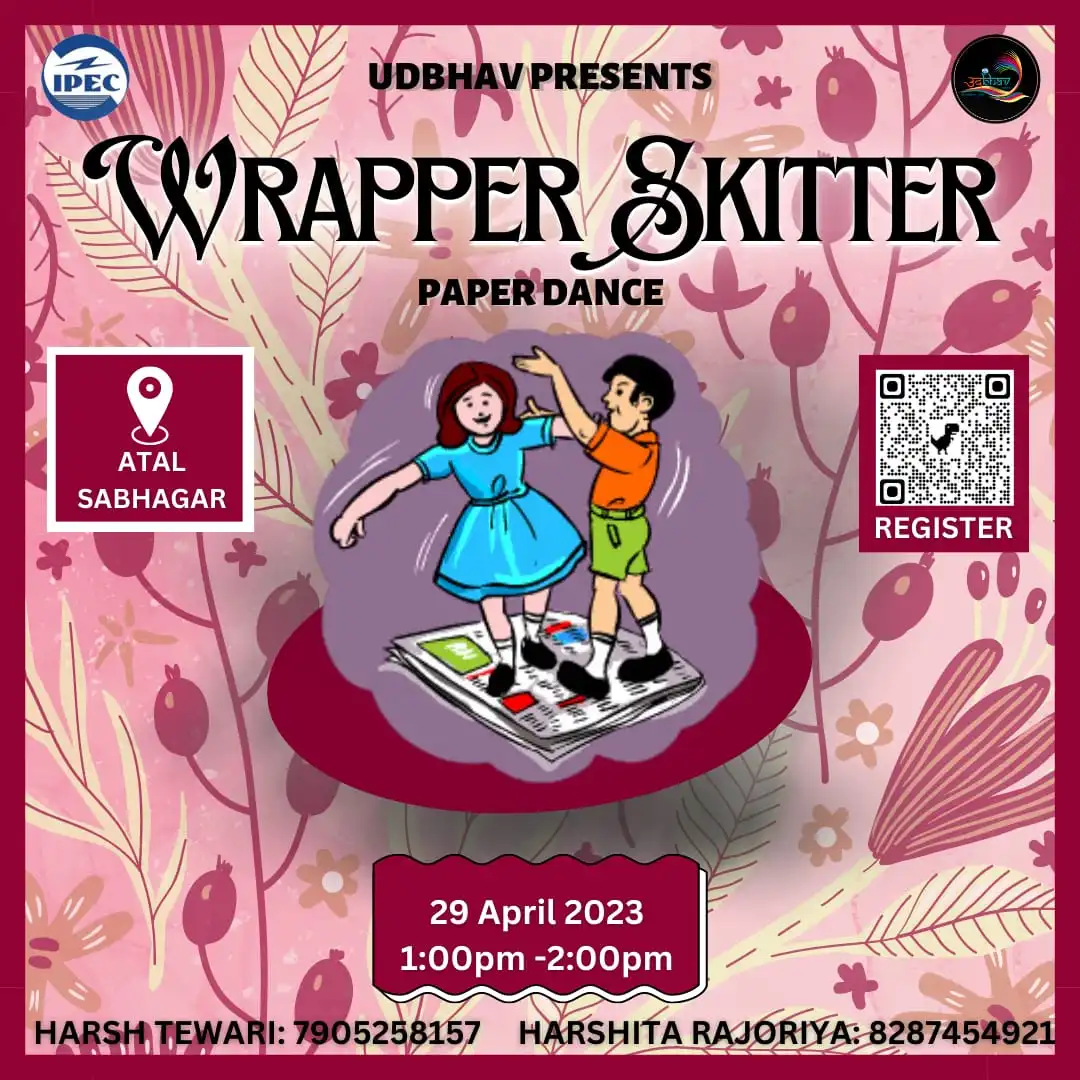 IPEC
UDBHAV PRESENTS
उदbhav
WRAPPER SKITTER
PAPER DANCE
ATAL
SABHAGAR
REGISTER
29 April 2023
1:00pm -2:00pm
HARSH TEWARI: 7905258157
HARSHITA RAJORIYA: 8287454921